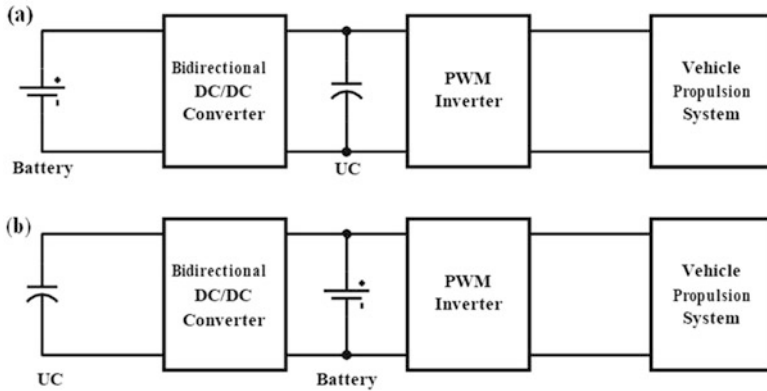 (a)
Bidirectional
DC/DC
Converter
PWM
Inverter
Vehicle
Propulsion
System
Battery
UC
(b)
Bidirectional
DC/DC
Converter
PWM
Inverter
Vehicle
Propulsion
System
UC
Battery